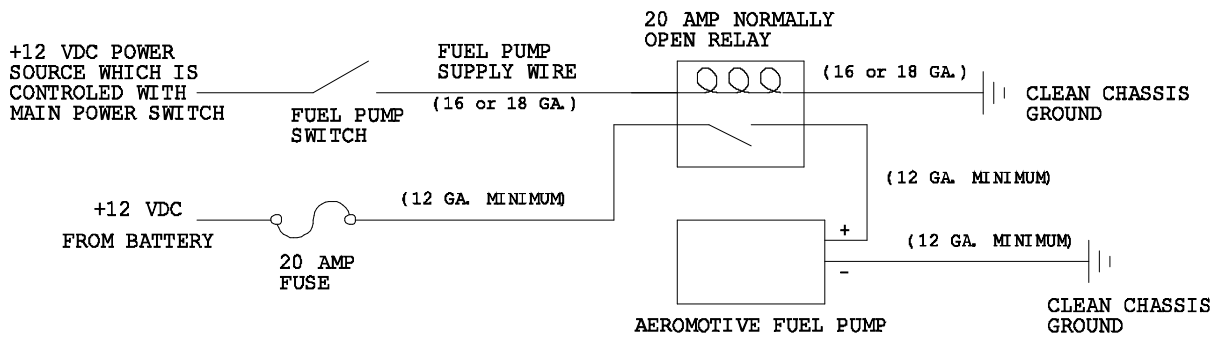 +12 VDC POWER
SOURCE WHICH IS
CONTROLED WITH
MAIN POWER SWITCH
FUEL PUMP
SWITCH
FUEL PUMP
SUPPLY WIRE
(16 or 18 GA.)
20 AMP NORMALLY
OPEN RELAY
(16 or 18 GA.)
CLEAN CHASSIS
GROUND
+12 VDC
FROM BATTERY
20 AMP
FUSE
(12 GA. MINIMUM)
(12 GA. MINIMUM)
+
-
(12 GA. MINIMUM)
CLEAN CHASSIS
GROUND
AEROMOTIVE FUEL PUMP